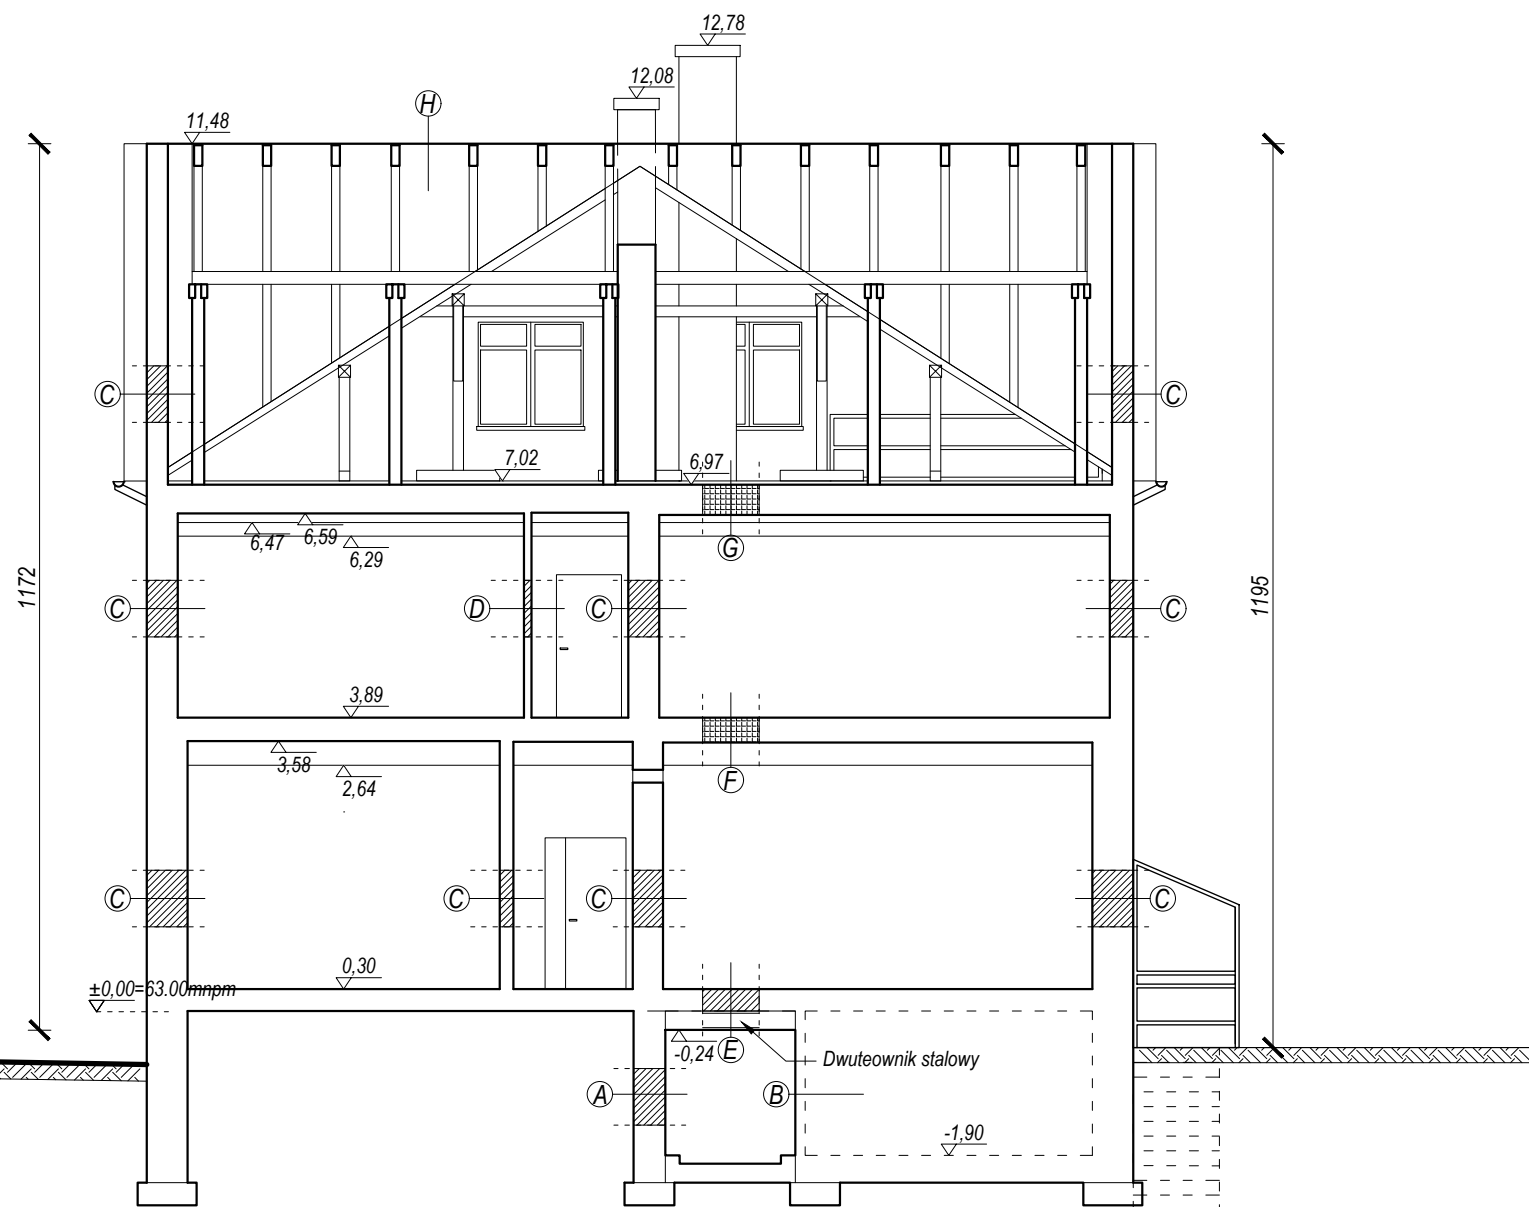 12,78
12,08
H
11,48
C
C
7,02
6,97
6,47
6,59
6,29
G
1172
1195
C
D
C
C
3,89
3,58
2,64
F
C
C
C
C
0,30
±0,00=63.00mnpm
-0,24
E
Dwuteownik stalowy
A
B
-1,90